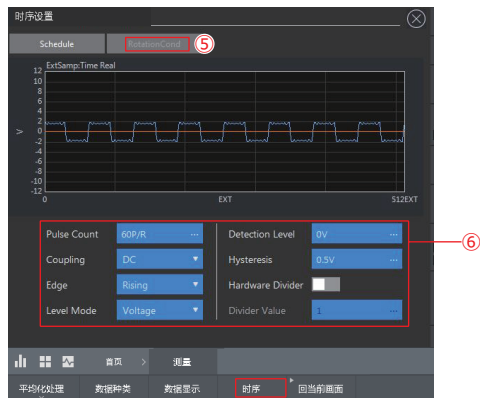 时序设置
Schedule
RotationCond
⑤
ExtSamp:Time Real
12
10
8
6
4
2
0
-2
-4
-6
-8
-10
-12
V
0
EXT
512EXT
Pulse Count
60P/R
...
Detection Level
0V
...
Coupling
DC
Hysteresis
0.5V
...
⑥
Edge
Rising
Hardware Divider
Level Mode
Voltage
Divider Value
1
...
首页
>
测量
平均化处理
数据种类
数据显示
时序
回当前画面